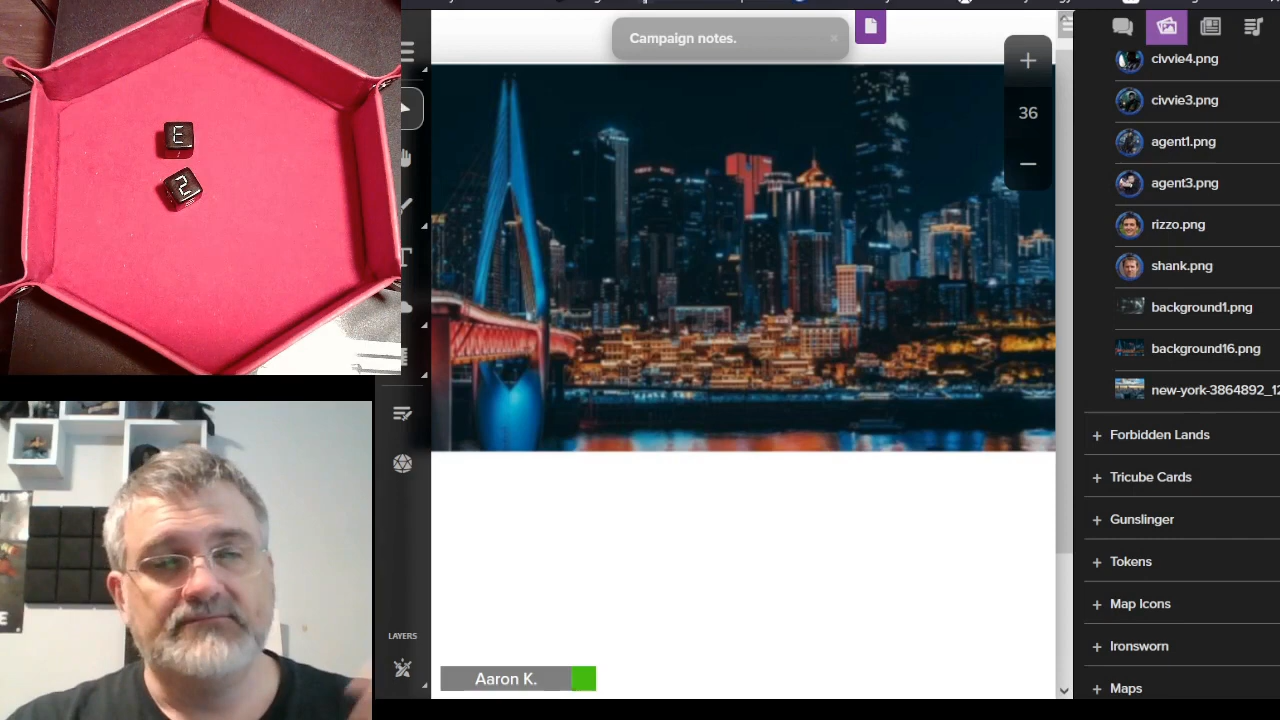 E
2
Campaign notes.
36
civvie4.png
civvie3.png
agent1.png
agent3.png
rizzo.png
shank.png
background1.png
background16.png
new-york-3864892_12
Forbidden Lands
Tricube Cards
Gunslinger
Tokens
Map Icons
Ironsworn
Maps
LAYERS
Aaron K.